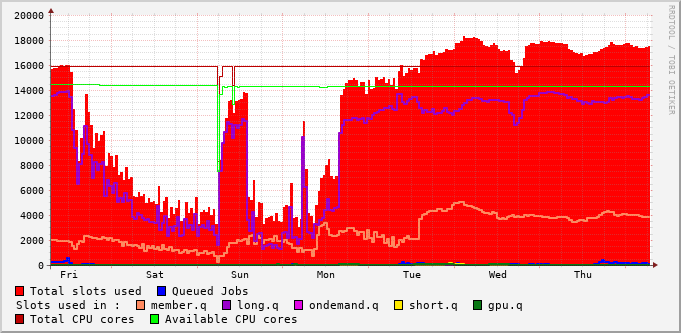 RRDTOOL / TOBI OETIKER
20000
18000
16000
14000
12000
10000
8000
6000
4000
2000
0
Fri Sat Sun Mon Tue Wed Thu
Total slots used Queued Jobs
Slots used in : member.q long.q ondemand.q short.q gpu.q
Total CPU cores Available CPU cores